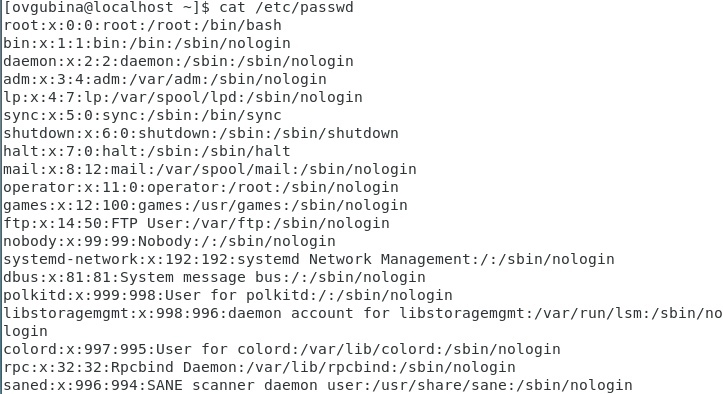 [ovgubina@localhost ~]$ cat /etc/passwd
root:x:0:0:root:/root:/bin/bash
bin:x:1:1:bin:/bin:/sbin/nologin
daemon:x:2:2:daemon:/sbin:/sbin/nologin
adm:x:3:4:adm:/var/adm:/sbin/nologin
lp:x:4:7:lp:/var/spool/lpd:/sbin/nologin
sync:x:5:0:sync:/sbin:/bin/sync
shutdown:x:6:0:shutdown:/sbin:/sbin/shutdown
halt:x:7:0:halt:/sbin:/sbin/halt
mail:x:8:12:mail:/var/spool/mail:/sbin/nologin
operator:x:11:0:operator:/root:/sbin/nologin
games:x:12:100:games:/usr/games:/sbin/nologin
ftp:x:14:50:FTP User:/var/ftp:/sbin/nologin
nobody:x:99:99:Nobody:/:/sbin/nologin
systemd-network:x:192:192:systemd Network Management:/:/sbin/nologin
dbus:x:81:81:System message bus:/:/sbin/nologin
polkitd:x:999:998:User for polkitd:/:/sbin/nologin
libstoragemgmt:x:998:996:daemon account for libstoragemgmt:/var/run/lsm:/sbin/no
login
colord:x:997:995:User for colord:/var/lib/colord:/sbin/nologin
rpc:x:32:32:Rpcbind Daemon:/var/lib/rpcbind:/sbin/nologin
saned:x:996:994:SANE scanner daemon user:/usr/share/sane:/sbin/nologin